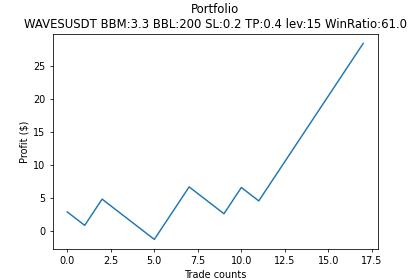 Portfolio
WAVESUSDT BBM:3.3 BBL:200 SL:0.2 TP:0.4 lev:15 WinRatio:61.0
Profit ($)
25
20
15
10
5
0
0.0 2.5 5.0 7.5 10.0 12.5 15.0 17.5
Trade counts